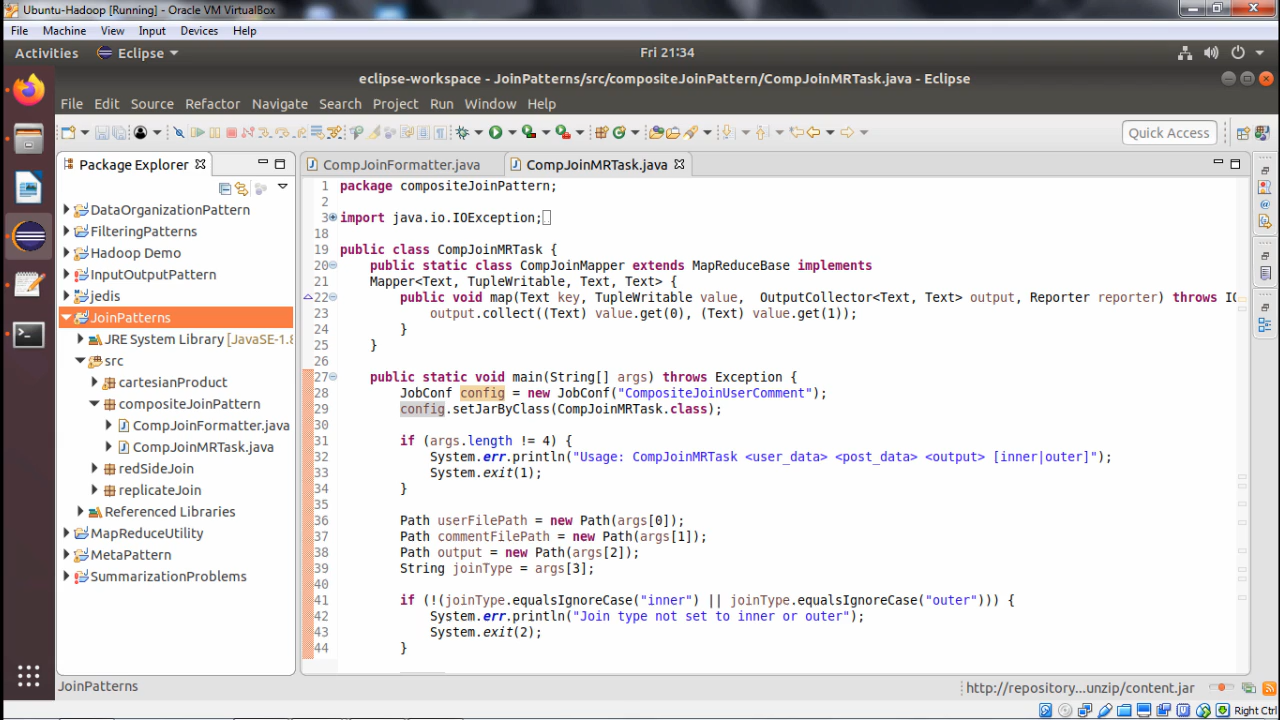 Ubuntu-Hadoop [Running] - Oracle VM VirtualBox
File Machine View Input Devices Help
Activities Eclipse Fri 21:34
eclipse-workspace - JoinPatterns/src/compositeJoinPattern/CompJoinMRTask.java - Eclipse
File Edit Source Refactor Navigate Search Project Run Window Help
Quick Access
Package Explorer
DataOrganizationPattern
FilteringPatterns
Hadoop Demo
InputOutputPattern
jedis
JoinPatterns
JRE System Library [JavaSE-1.8
src
cartesianProduct
compositeJoinPattern
CompJoinFormatter.java
CompJoinMRTask.java
redSideJoin
replicateJoin
Referenced Libraries
MapReduceUtility
MetaPattern
SummarizationProblems
CompJoinFormatter.java CompJoinMRTask.java
1 package compositeJoinPattern;
2
3 import java.io.IOException;
18
19 public class CompJoinMRTask {
20 public static class CompJoinMapper extends MapReduceBase implements
21 Mapper<Text, TupleWritable, Text, Text> {
22 public void map(Text key, TupleWritable value, OutputCollector<Text, Text> output, Reporter reporter) throws IO
23 output.collect((Text) value.get(0), (Text) value.get(1));
24 }
25 }
26
27 public static void main(String[] args) throws Exception {
28 JobConf config = new JobConf("CompositeJoinUserComment");
29 config.setJarByClass(CompJoinMRTask.class);
30
31 if (args.length != 4) {
32 System.err.println("Usage: CompJoinMRTask <user_data> <post_data> <output> [inner|outer]");
33 System.exit(1);
34 }
35
36 Path userFilePath = new Path(args[0]);
37 Path commentFilePath = new Path(args[1]);
38 Path output = new Path(args[2]);
39 String joinType = args[3];
40
41 if (!(joinType.equalsIgnoreCase("inner") || joinType.equalsIgnoreCase("outer"))) {
42 System.err.println("Join type not set to inner or outer");
43 System.exit(2);
44 }
JoinPatterns
http://repository...unzip/content.jar
Right Ctrl